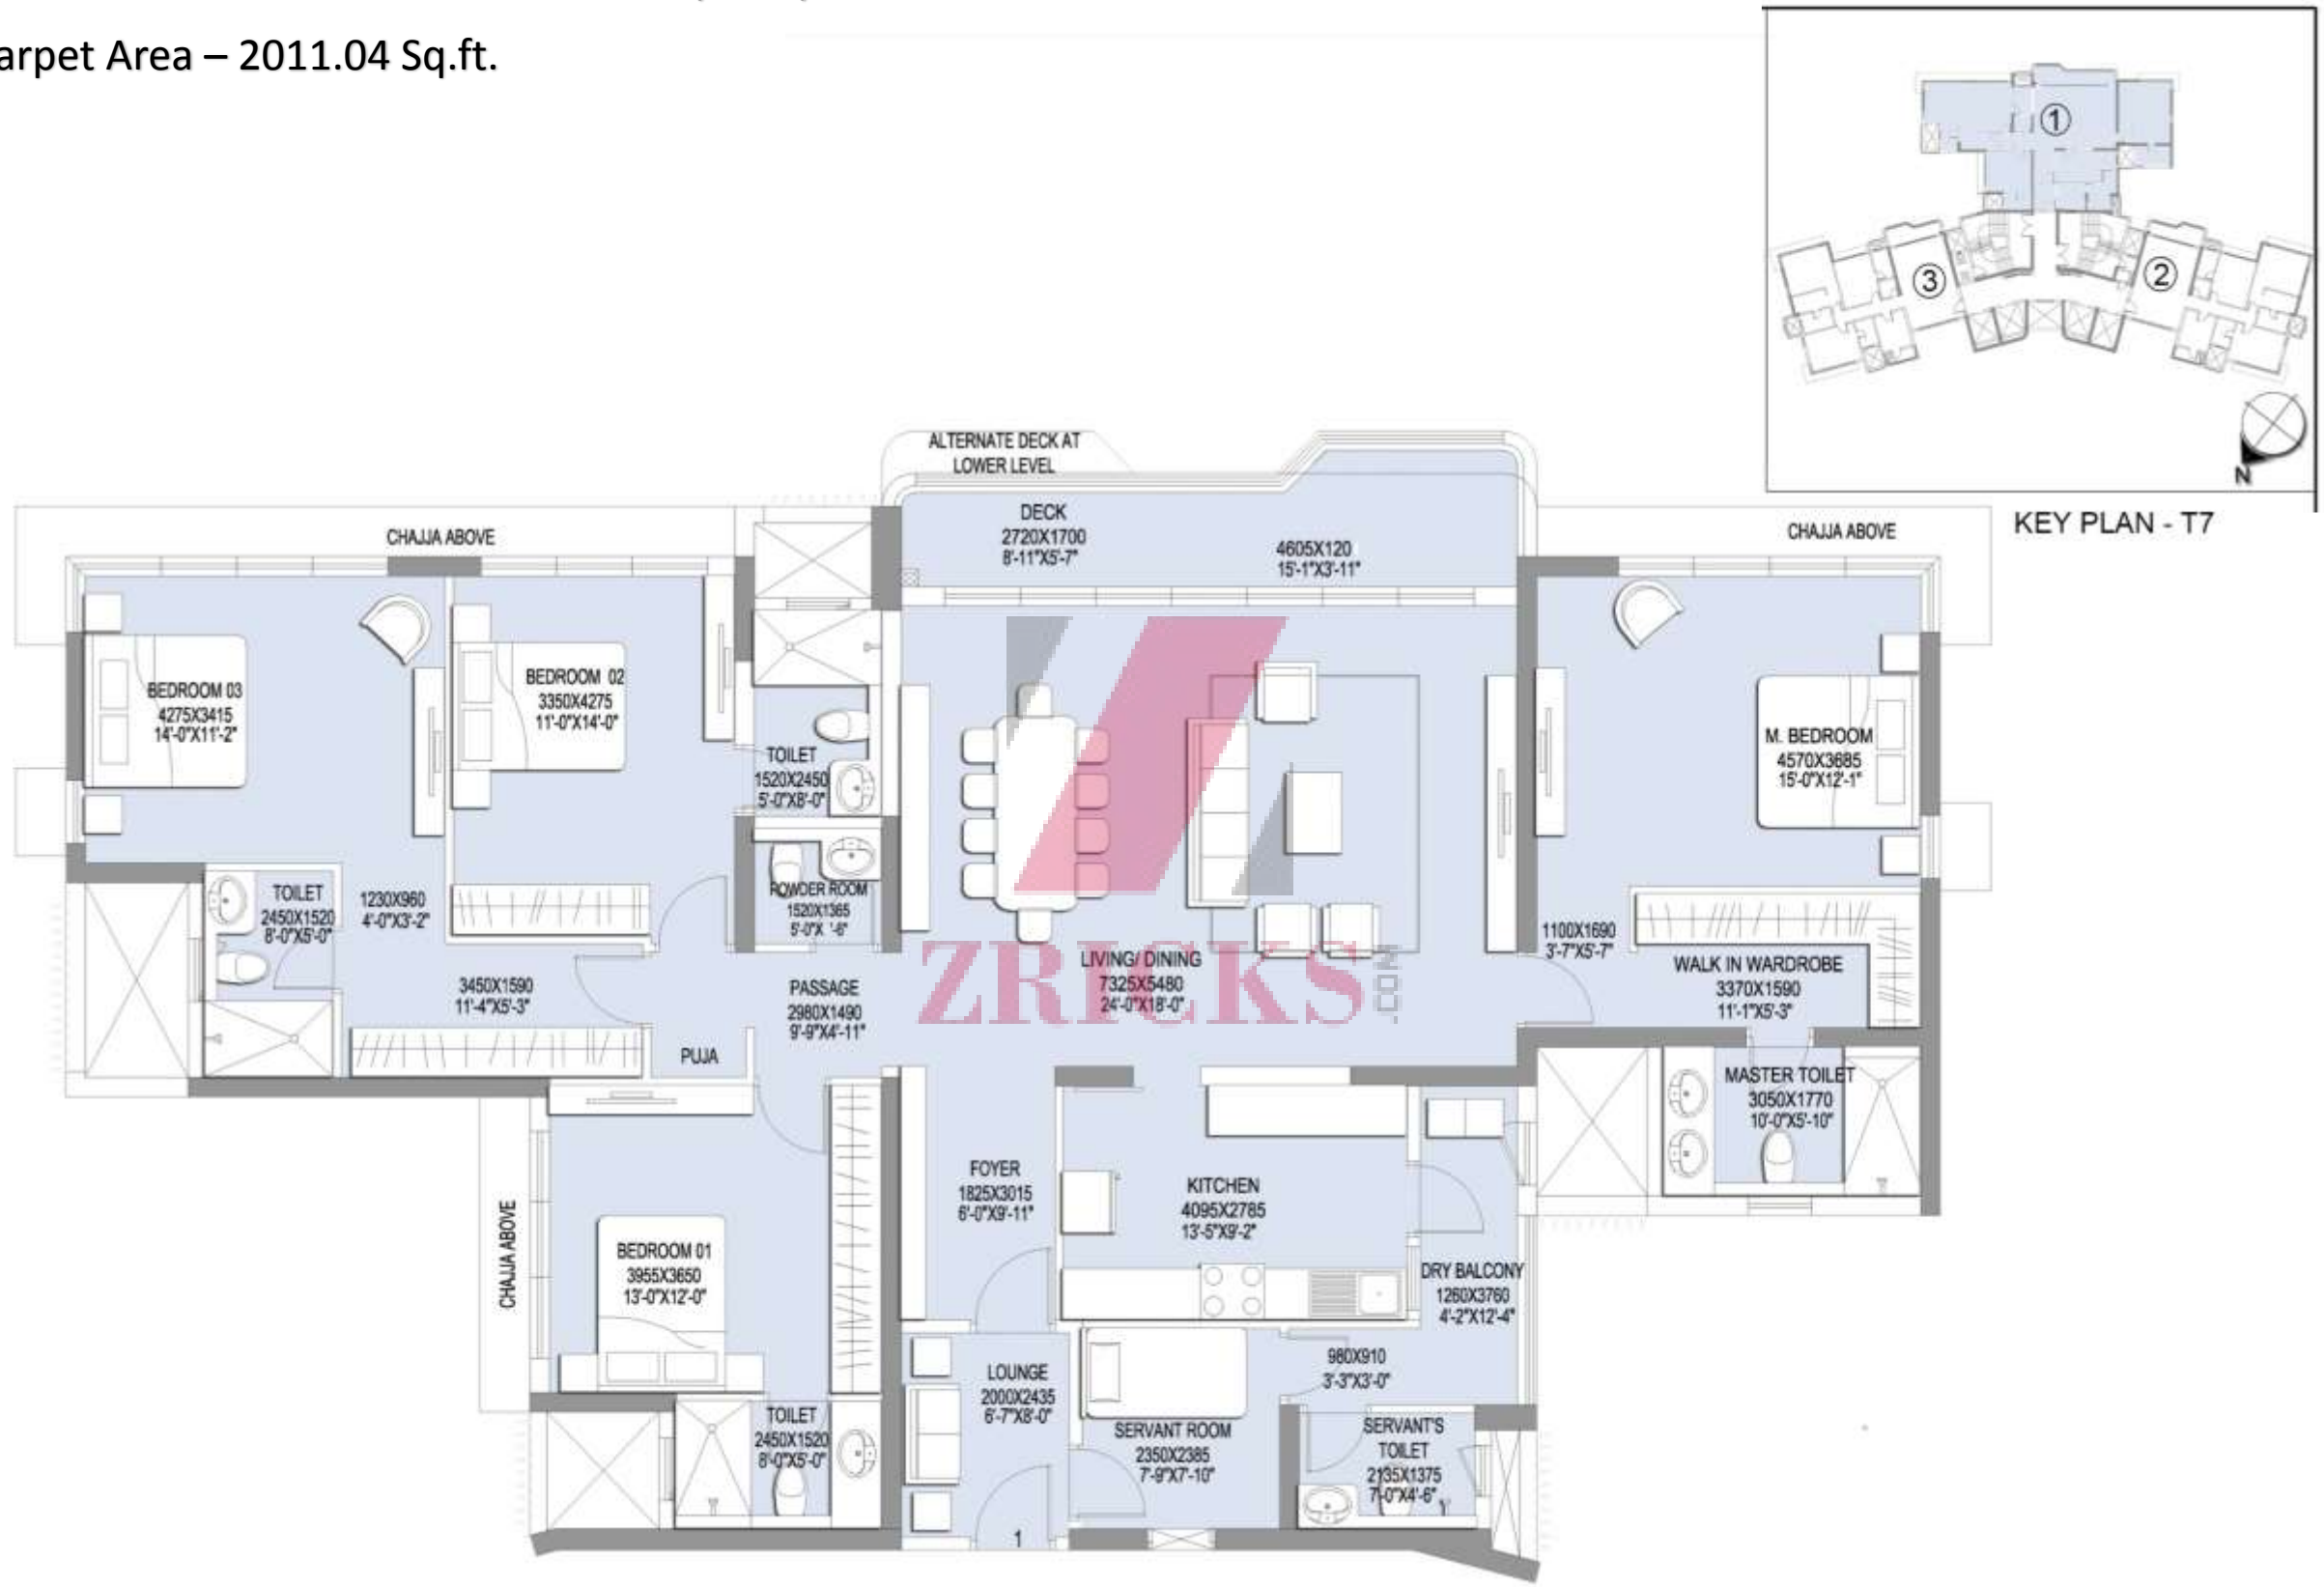 arpet Area – 2011.04 Sq.ft.
1
3
2
N
KEY PLAN - T7
ALTERNATE DECK AT
LOWER LEVEL
CHAJJA ABOVE
DECK
2720X1700
8'-11"X5'-7"
4605X120
15'-1"X3'-11"
CHAJJA ABOVE
BEDROOM 03
4275X3415
14'-0"X11'-2"
BEDROOM 02
3350X4275
11'-0"X14'-0"
TOILET
1520X2450
5'-0"X8'-0"
M. BEDROOM
4570X3685
15'-0"X12'-1"
TOILET
2450X1520
8'-0"X5'-0"
1230X960
4'-0"X3'-2"
POWDER ROOM
1520X1365
5'-0"X '-6"
ZRICKS
.COM
LIVING/ DINING
7325X5480
24'-0"X18'-0"
1100X1690
3'-7"X5'-7"
WALK IN WARDROBE
3370X1590
11'-1"X5'-3"
3450X1590
11'-4"X5'-3"
PASSAGE
2980X1490
9'-9"X4'-11"
PUJA
MASTER TOILET
3050X1770
10'-0"X5'-10"
CHAJJA ABOVE
FOYER
1825X3015
6'-0"X9'-11"
KITCHEN
4095X2785
13'-5"X9'-2"
BEDROOM 01
3955X3650
13'-0"X12'-0"
DRY BALCONY
1260X3760
4'-2"X12'-4"
LOUNGE
2000X2435
6'-7"X8'-0"
980X910
3'-3"X3'-0"
TOILET
2450X1520
8'-0"X5'-0"
SERVANT ROOM
2350X2385
7'-9"X7'-10"
SERVANT'S
TOILET
2135X1375
7'-0"X4'-6"
1